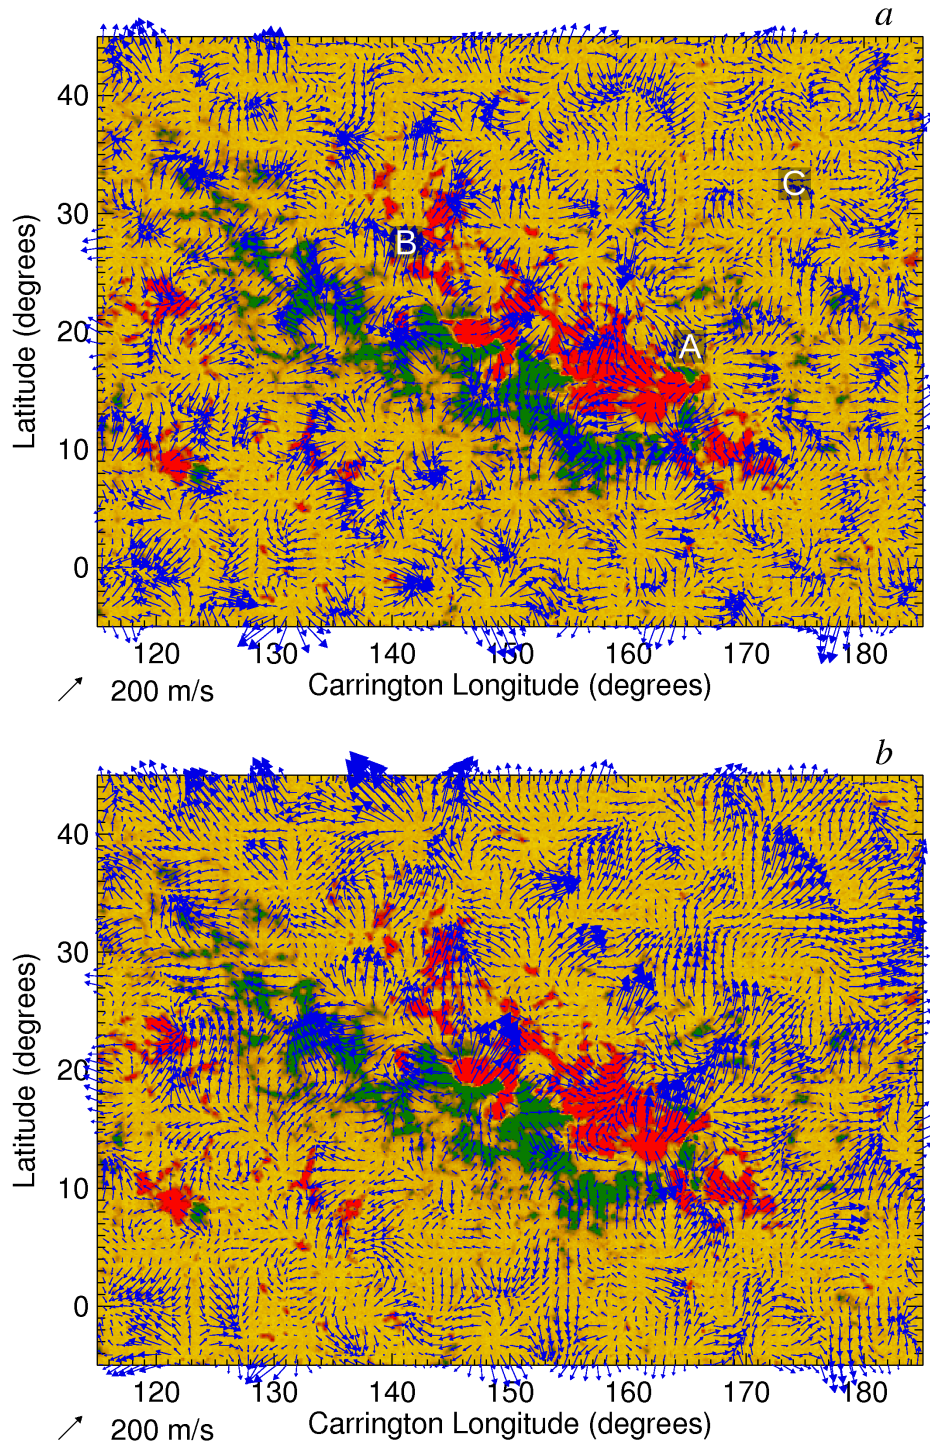 a
40
30
20
10
0
Latitude (degrees)
C
B
A
120 130 140 150 160 170 180
200 m/s Carrington Longitude (degrees)
b
40
30
20
10
0
Latitude (degrees)
120 130 140 150 160 170 180
200 m/s Carrington Longitude (degrees)